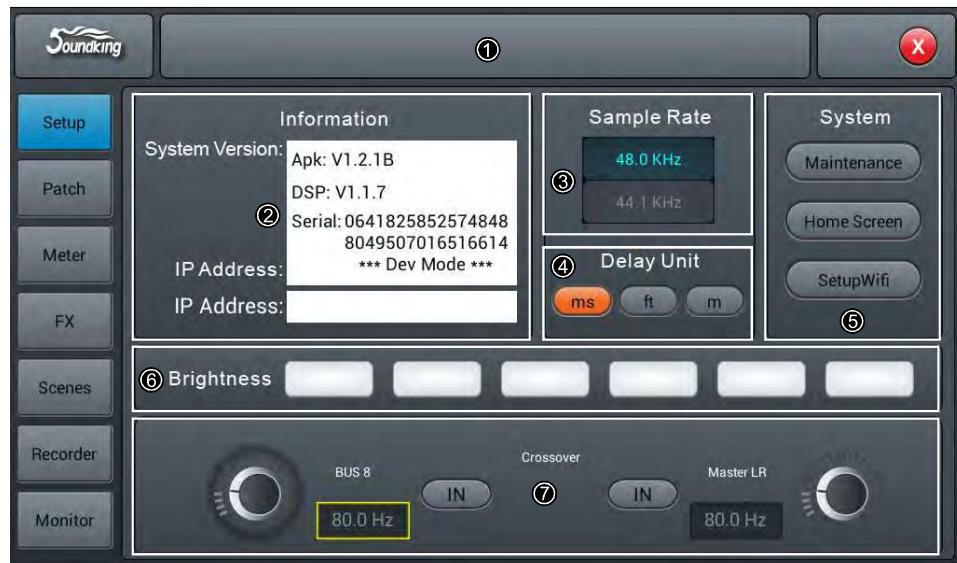 Soundking
①
X
Setup
Patch
Meter
FX
Scenes
Recorder
Monitor
Information
System Version:
Apk: V1.2.1B
DSP: V1.1.7
②
Serial: 0641825852574848
8049507016516614
IP Address:
*** Dev Mode ***
IP Address:
Sample Rate
48.0 KHz
③
44.1 KHz
④
Delay Unit
ms ft m
System
Maintenance
Home Screen
SetupWifi
⑤
⑥ Brightness
Crossover
BUS 8
IN
80.0 Hz
⑦
IN
Master LR
80.0 Hz